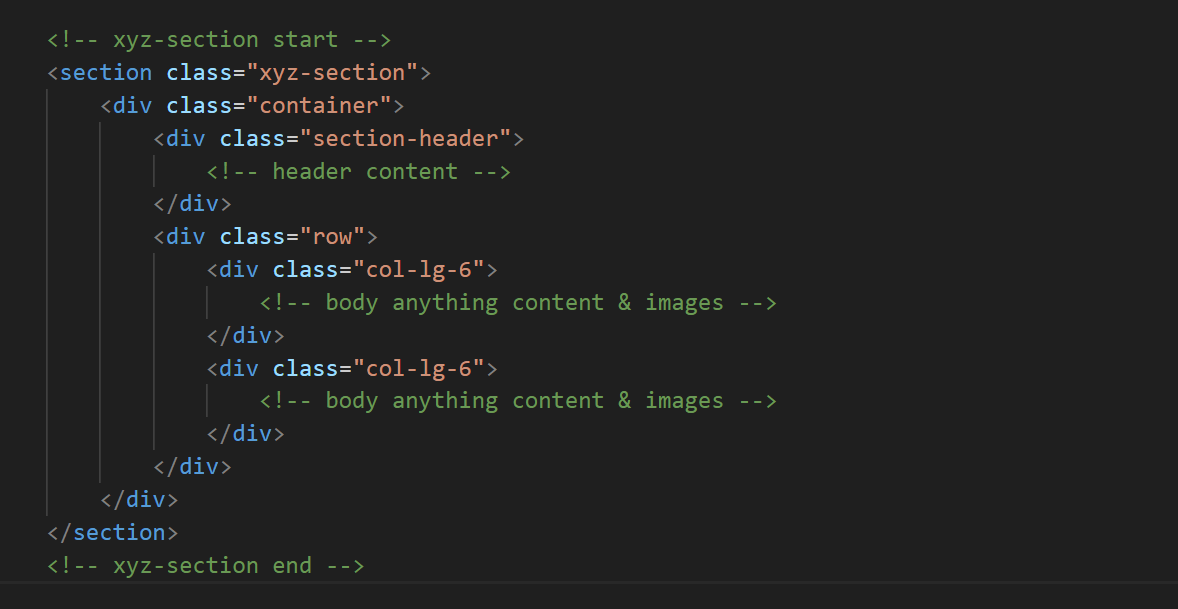 <!-- xyz-section start -->
<section class="xyz-section">
    <div class="container">
        <div class="section-header">
            <!-- header content -->
        </div>
        <div class="row">
            <div class="col-lg-6">
                <!-- body anything content & images -->
            </div>
            <div class="col-lg-6">
                <!-- body anything content & images -->
            </div>
        </div>
    </div>
</section>
<!-- xyz-section end -->